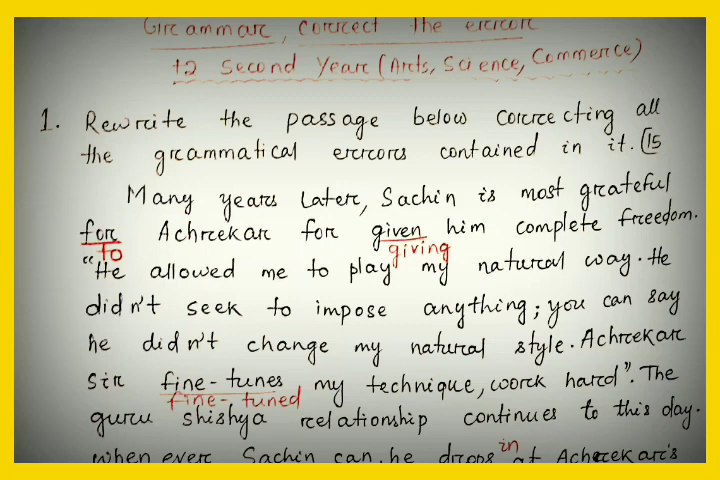 Grammar, correct the error
+2 Second Year (Arts, Science, Commerce)
1. Rewrite the passage below correcting all
the grammatical errors contained in it. [15
Many years later, Sachin is most grateful
for Achrekar for given him complete freedom.
to giving
"He allowed me to play my natural way. He
didn't seek to impose anything; you can say
he didn't change my natural style. Achrekar
Sir fine-tunes my technique, work hard". The
fine-tuned
guru shishya relationship continues to this day.
in
when ever Sachin can, he drops at Achrekar's